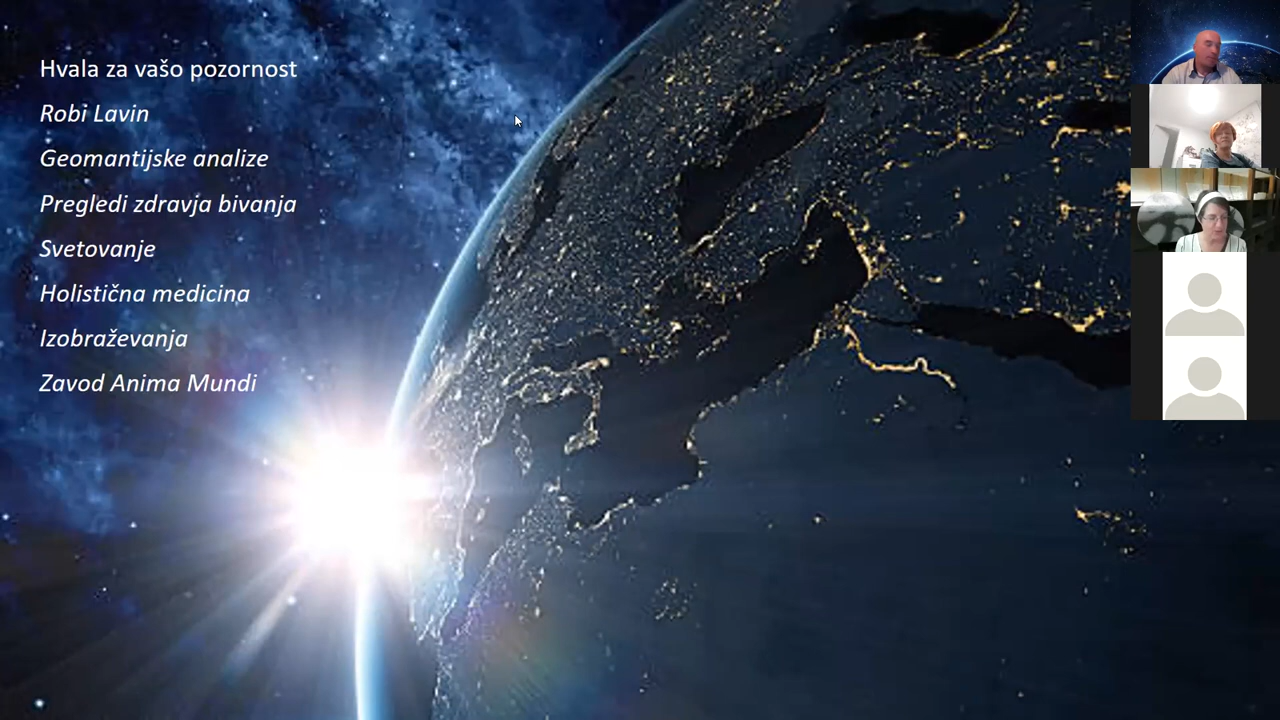 Hvala za vašo pozornost
Robi Lavin
Geomantijske analize
Pregledi zdravja bivanja
Svetovanje
Holistična medicina
Izobraževanja
Zavod Anima Mundi